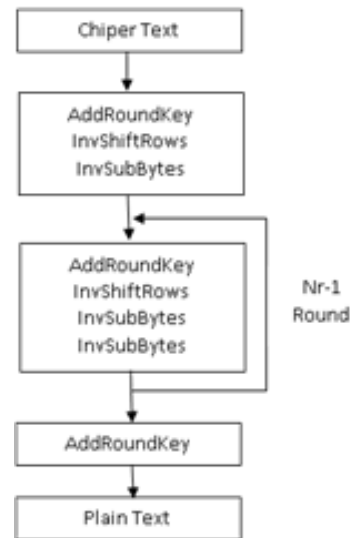 Chiper Text
AddRoundKey
InvShiftRows
InvSubBytes
AddRoundKey
InvShiftRows
InvSubBytes
InvSubBytes
Nr-1
Round
AddRoundKey
Plain Text